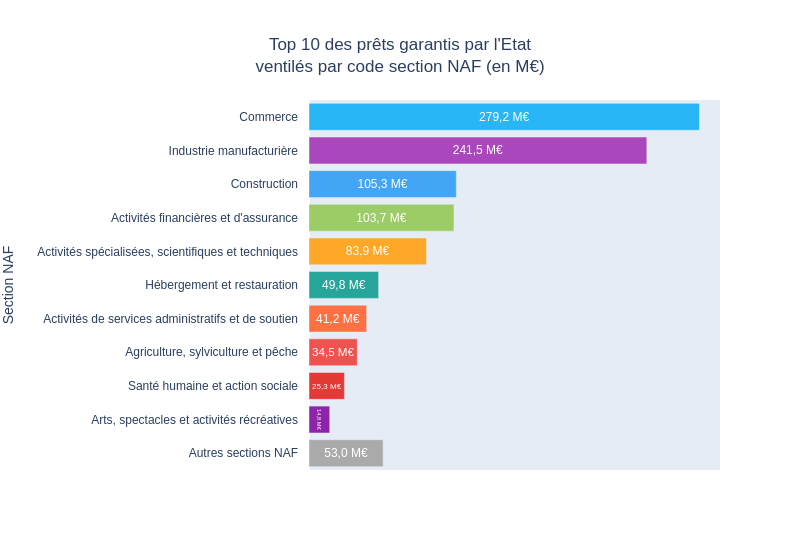 Top 10 des prêts garantis par l'Etat
ventilés par code section NAF (en M€)
Section NAF
Commerce 279,2 M€
Industrie manufacturière 241,5 M€
Construction 105,3 M€
Activités financières et d'assurance 103,7 M€
Activités spécialisées, scientifiques et techniques 83,9 M€
Hébergement et restauration 49,8 M€
Activités de services administratifs et de soutien 41,2 M€
Agriculture, sylviculture et pêche 34,5 M€
Santé humaine et action sociale 25,3 M€
Arts, spectacles et activités récréatives 14,8 M€
Autres sections NAF 53,0 M€